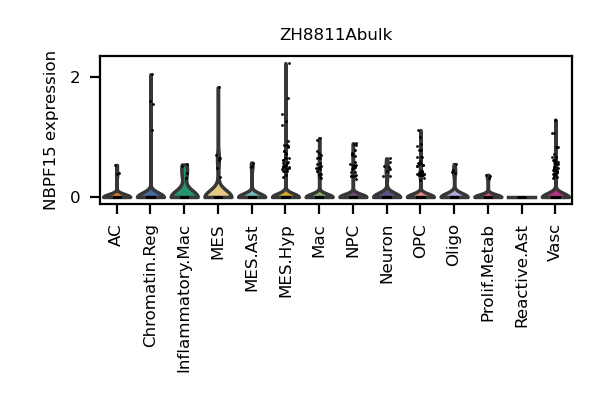 ZH8811Abulk
NBPF15 expression
2
0
AC
Chromatin.Reg
Inflammatory.Mac
MES
MES.Ast
MES.Hyp
Mac
NPC
Neuron
OPC
Oligo
Prolif.Metab
Reactive.Ast
Vasc